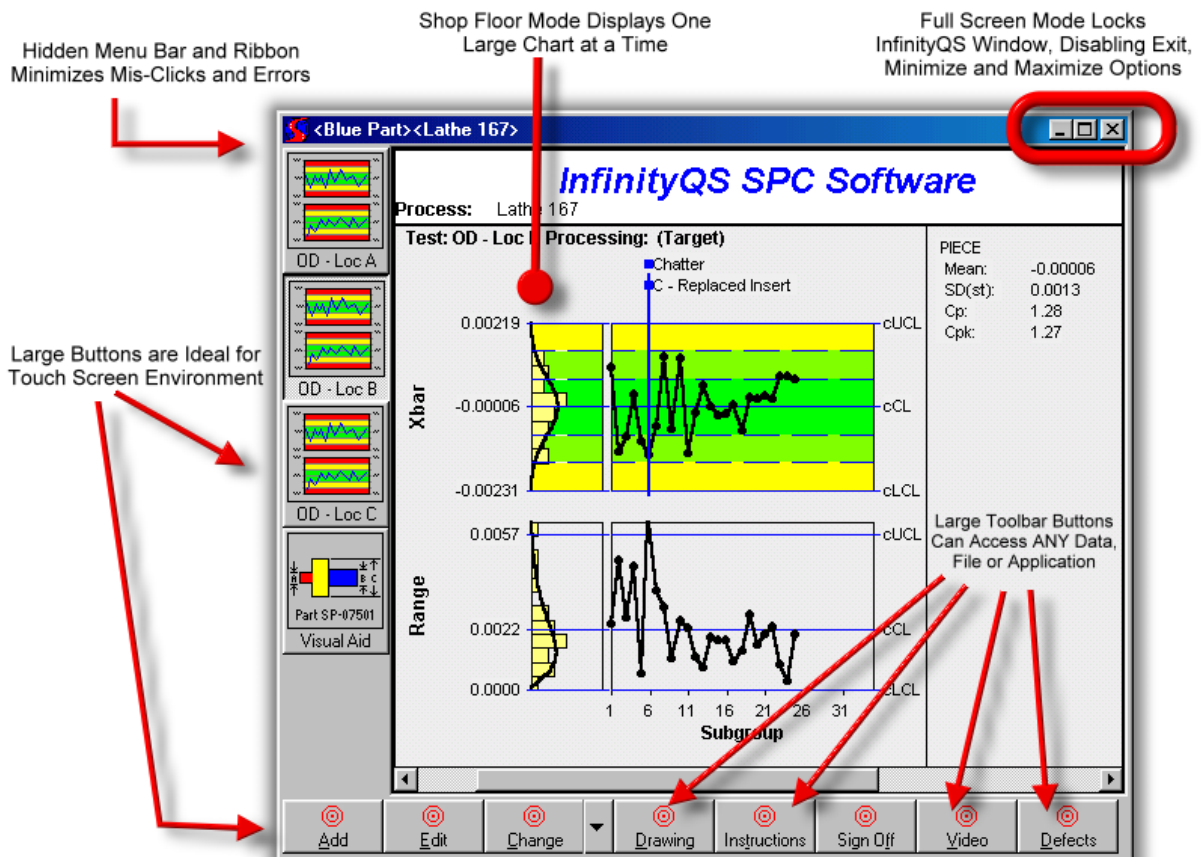 Shop Floor Mode Displays One
Large Chart at a Time
Full Screen Mode Locks
InfinityQS Window, Disabling Exit,
Minimize and Maximize Options
Hidden Menu Bar and Ribbon
Minimizes Mis-Clicks and Errors
<Blue Part><Lathe 167>
InfinityQS SPC Software
Process: Lathe 167
Test: OD - Loc Processing: (Target)
OD - Loc A
Chatter
C - Replaced Insert
PIECE
Mean: -0.00006
SD(st): 0.0013
Cp: 1.28
Cpk: 1.27
Large Buttons are Ideal for
Touch Screen Environment
OD - Loc B
Xbar
0.00219
-0.00006
-0.00231
cUCL
cCL
cLCL
OD - Loc C
Large Toolbar Buttons
Can Access ANY Data,
File or Application
A
B C
Part SP-07501
Visual Aid
Range
0.0057
0.0022
0.0000
cUCL
cCL
cLCL
1 6 11 16 21 26 31
Subgroup
Add Edit Change Drawing Instructions Sign Off Video Defects